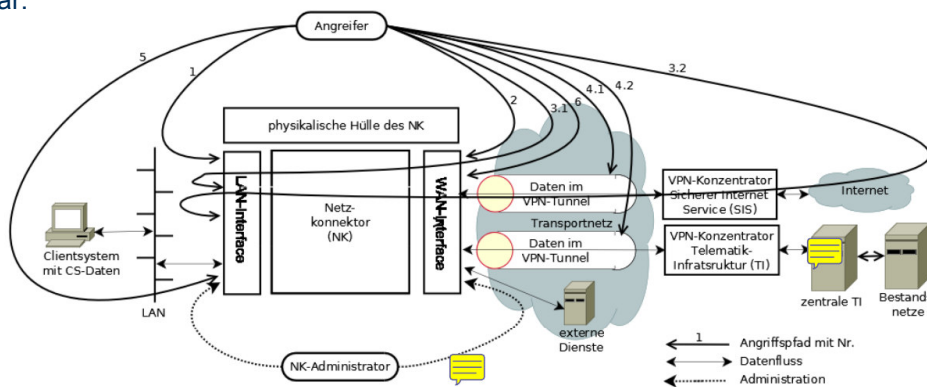 ar:
Angreifer
5
1
2
3.1
6
4.1
4.2
3.2
physikalische Hülle des NK
LAN-Interface
Netz-
konnektor
(NK)
WAN-Interface
Daten im
VPN-Tunnel
Transportnetz
Daten im
VPN-Tunnel
VPN-Konzentrator
Sicherer Internet
Service (SIS)
Internet
VPN-Konzentrator
Telematik-
Infratsruktur (TI)
Clientsystem
mit CS-Daten
LAN
externe
Dienste
zentrale TI
Bestands
netze
NK-Administrator
1
Angriffspfad mit Nr.
Datenfluss
Administration